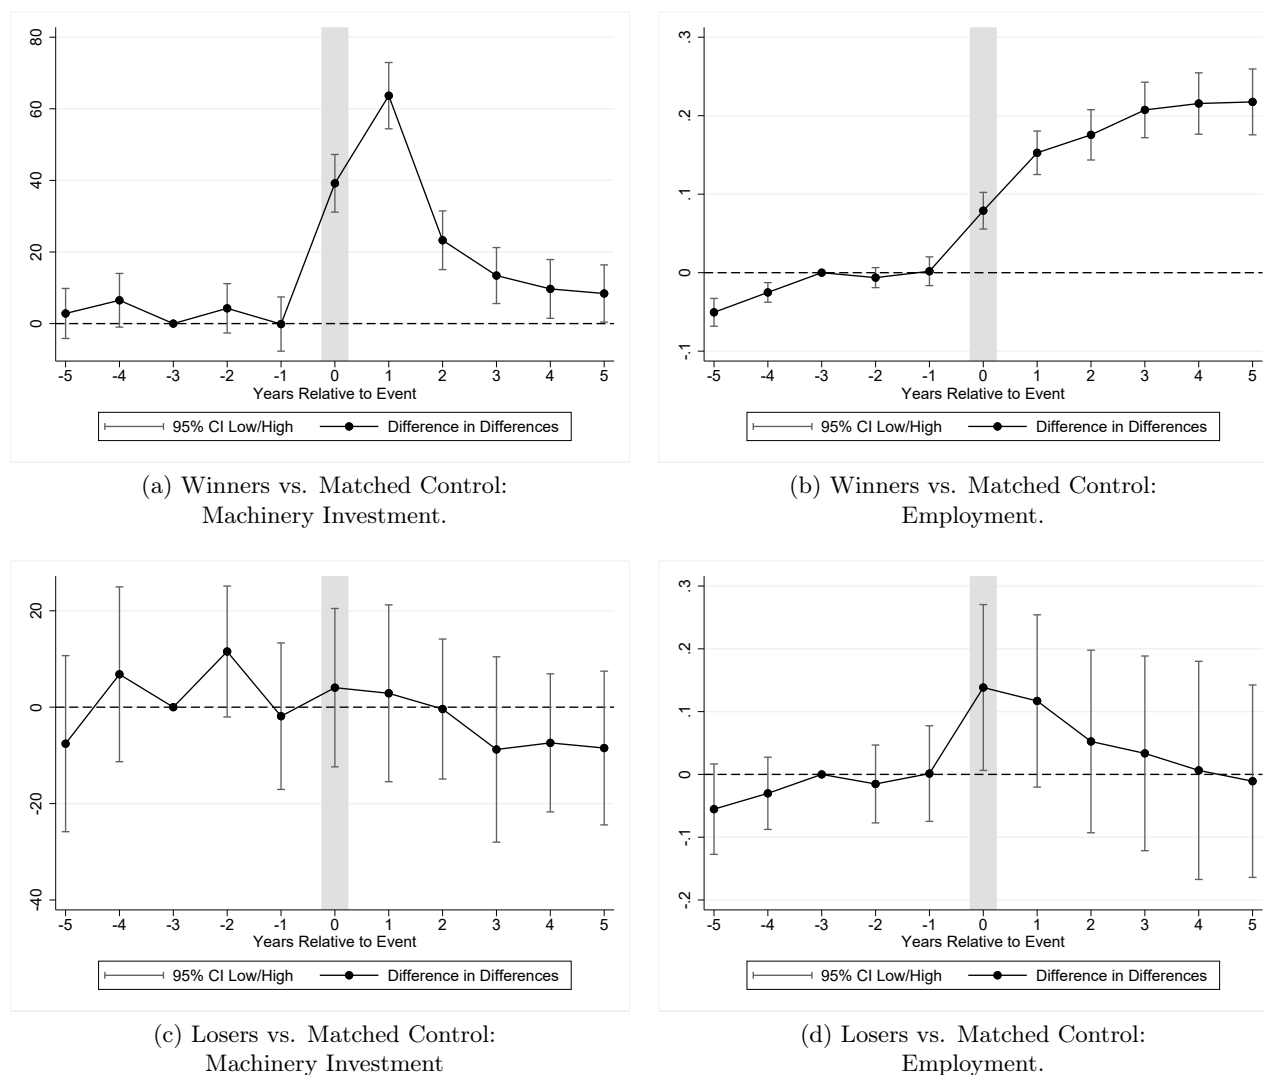 80
60
40
20
0
-5 -4 -3 -2 -1 0 1 2 3 4 5
Years Relative to Event
95% CI Low/High Difference in Differences
(a) Winners vs. Matched Control:
Machinery Investment.
.3
.2
.1
0
-.1
-5 -4 -3 -2 -1 0 1 2 3 4 5
Years Relative to Event
95% CI Low/High Difference in Differences
(b) Winners vs. Matched Control:
Employment.
20
0
-20
-40
-5 -4 -3 -2 -1 0 1 2 3 4 5
Years Relative to Event
95% CI Low/High Difference in Differences
(c) Losers vs. Matched Control:
Machinery Investment
.3
.2
.1
0
-.1
-.2
-5 -4 -3 -2 -1 0 1 2 3 4 5
Years Relative to Event
95% CI Low/High Difference in Differences
(d) Losers vs. Matched Control:
Employment.